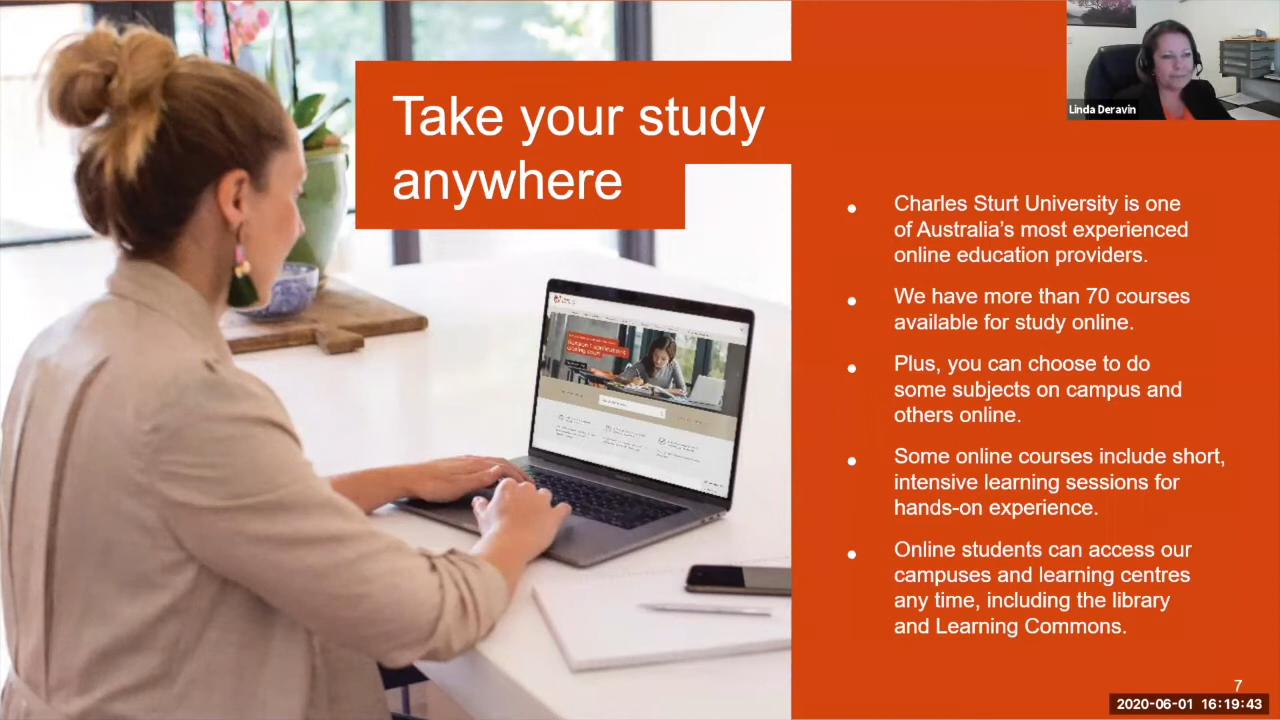 Take your study
anywhere
Linda Deravin
• Charles Sturt University is one
of Australia's most experienced
online education providers.
• We have more than 70 courses
available for study online.
• Plus, you can choose to do
some subjects on campus and
others online.
• Some online courses include short,
intensive learning sessions for
hands-on experience.
• Online students can access our
campuses and learning centres
any time, including the library
and Learning Commons.
7
2020-06-01 16:19:43